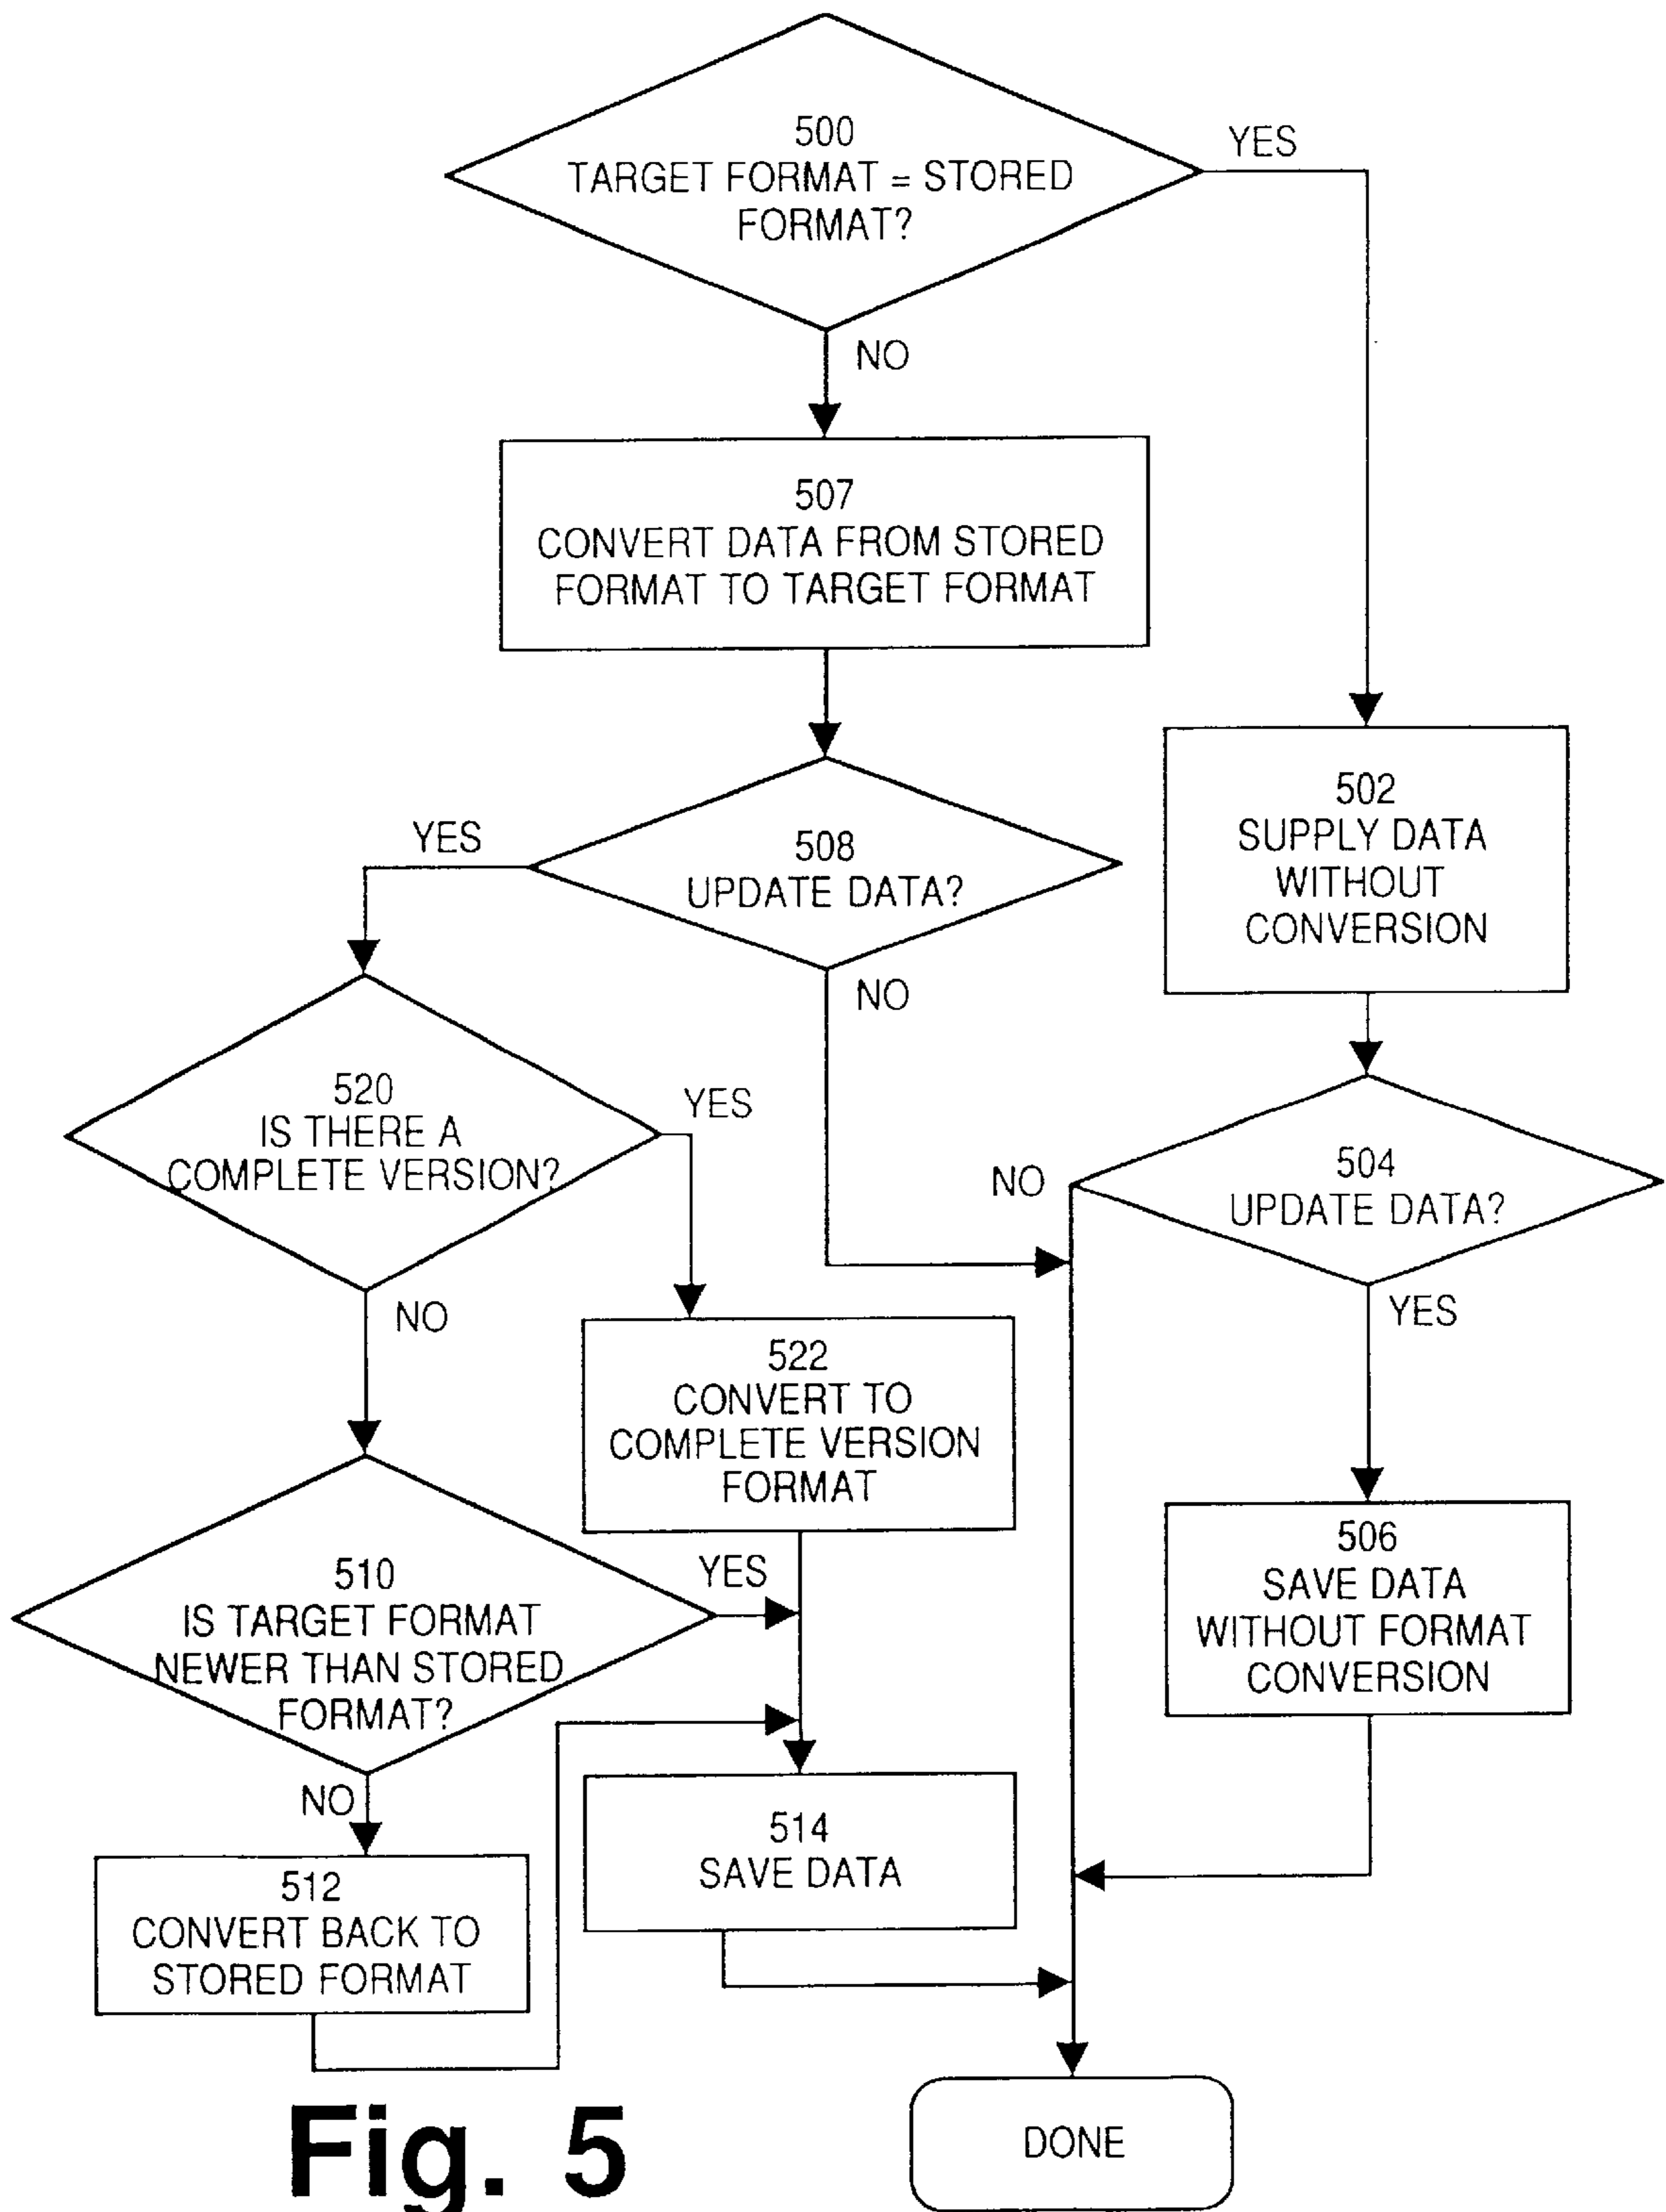 500
TARGET FORMAT = STORED
FORMAT?
YES
NO
507
CONVERT DATA FROM STORED
FORMAT TO TARGET FORMAT
502
SUPPLY DATA
WITHOUT
CONVERSION
YES
508
UPDATE DATA?
NO
520
IS THERE A
COMPLETE VERSION?
YES
NO
504
UPDATE DATA?
NO
YES
522
CONVERT TO
COMPLETE VERSION
FORMAT
506
SAVE DATA
WITHOUT FORMAT
CONVERSION
510
IS TARGET FORMAT
NEWER THAN STORED
FORMAT?
YES
NO
514
SAVE DATA
512
CONVERT BACK TO
STORED FORMAT
DONE
Fig. 5